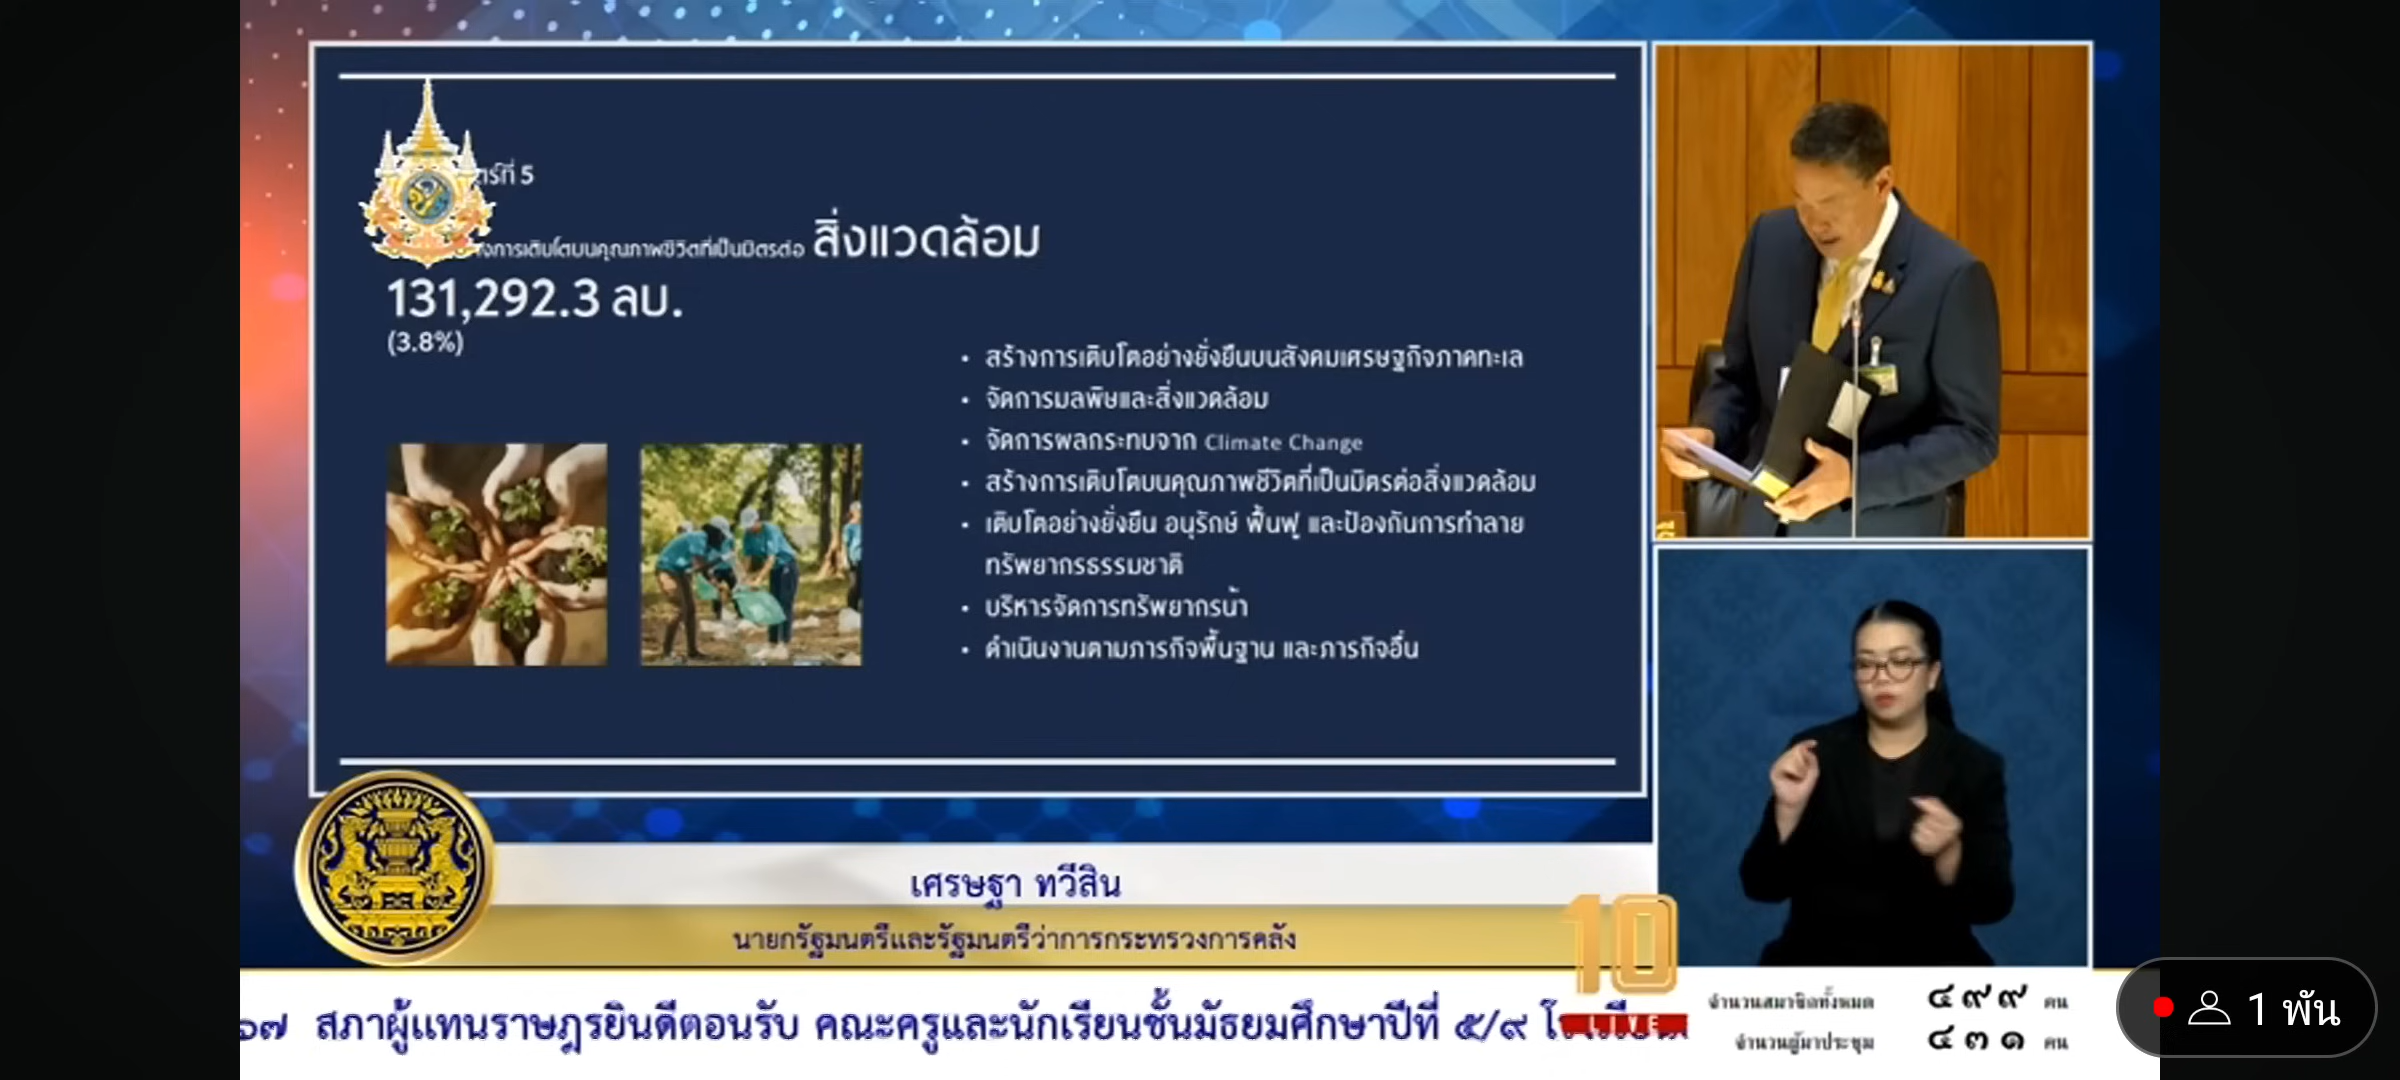 ตร์ที่ 5
การเติบโตบนคุณภาพชีวิตที่เป็นมิตรต่อ สิ่งแวดล้อม
131,292.3 ลบ.
(3.8%)
• สร้างการเติบโตอย่างยั่งยืนบนสังคมเศรษฐกิจภาคทะเล
• จัดการมลพิษและสิ่งแวดล้อม
• จัดการผลกระทบจาก Climate Change
• สร้างการเติบโตบนคุณภาพชีวิตที่เป็นมิตรต่อสิ่งแวดล้อม
• เติบโตอย่างยั่งยืน อนุรักษ์ ฟื้นฟู และป้องกันการทำลาย
ทรัพยากรธรรมชาติ
• บริหารจัดการทรัพยากรน้ำ
• ดำเนินงานตามภารกิจพื้นฐาน และภารกิจอื่น
เศรษฐา ทวีสิน
นายกรัฐมนตรีและรัฐมนตรีว่าการกระทรวงการคลัง
10
LIVE
๖๗ สภาผู้แทนราษฎรยินดีตอนรับ คณะครูและนักเรียนชั้นมัธยมศึกษาปีที่ ๕/๙
จำนวนสมาชิกทั้งหมด ๔๙๙ คน
จำนวนผู้มาประชุม ๔๓๑ คน
1 พัน